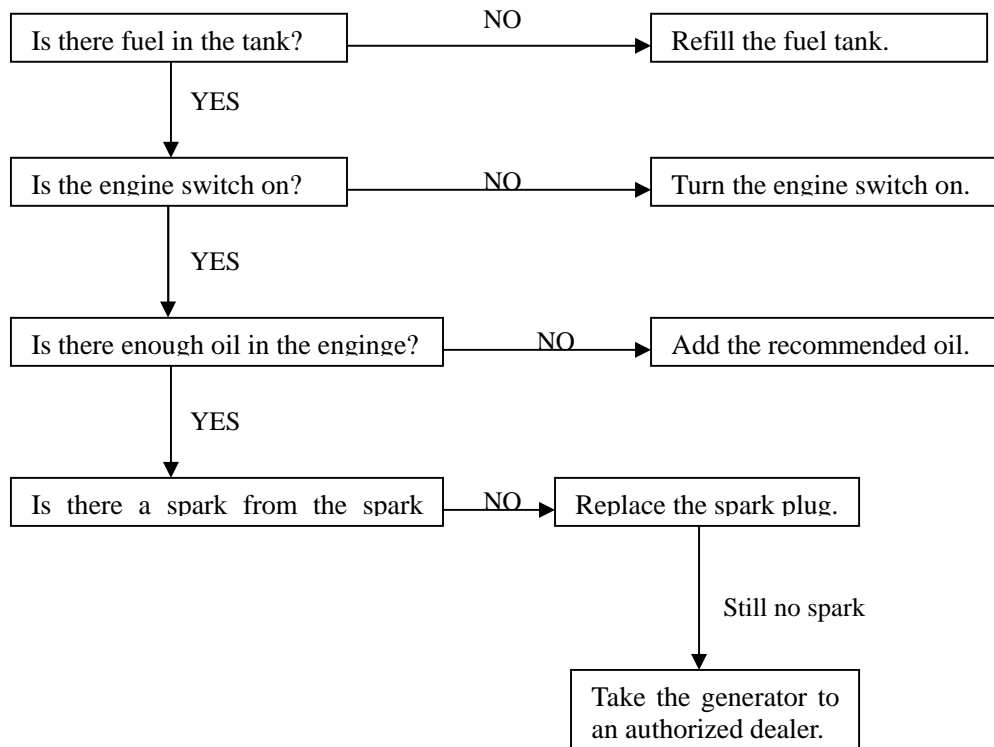 NO
Is there fuel in the tank?
Refill the fuel tank.
YES
Is the engine switch on?
NO
Turn the engine switch on.
YES
Is there enough oil in the enginge?
NO
Add the recommended oil.
YES
Is there a spark from the spark
NO
Replace the spark plug.
Still no spark
Take the generator to
an authorized dealer.